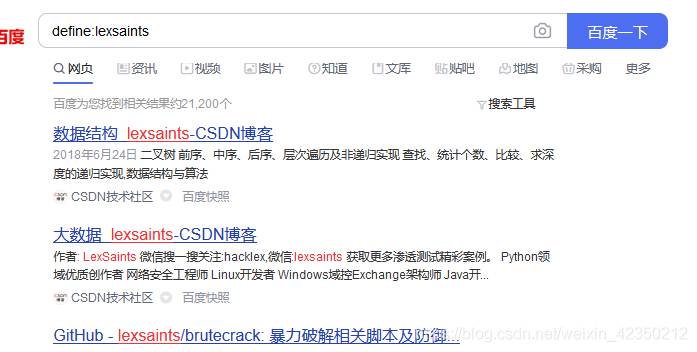 百度
define:lexsaints
百度一下
网页 资讯 视频 图片 知道 文库 贴吧 地图 采购 更多
百度为您找到相关结果约21,200个
搜索工具
数据结构_lexsaints-CSDN博客
2018年6月24日 二叉树 前序、中序、后序、层次遍历及非递归实现 查找、统计个数、比较、求深
度的递归实现,数据结构与算法
CSDN CSDN技术社区 百度快照
大数据_lexsaints-CSDN博客
作者: LexSaints 微信搜一搜关注:hacklex,微信:lexsaints 获取更多渗透测试精彩案例。 Python领
域优质创作者 网络安全工程师 Linux开发者 Windows域控Exchange架构师 Java开...
CSDN CSDN技术社区 百度快照
GitHub - lexsaints/brutecrack: 暴力破解相关脚本及防御...
https://blog.csdn.net/weixin_42350212